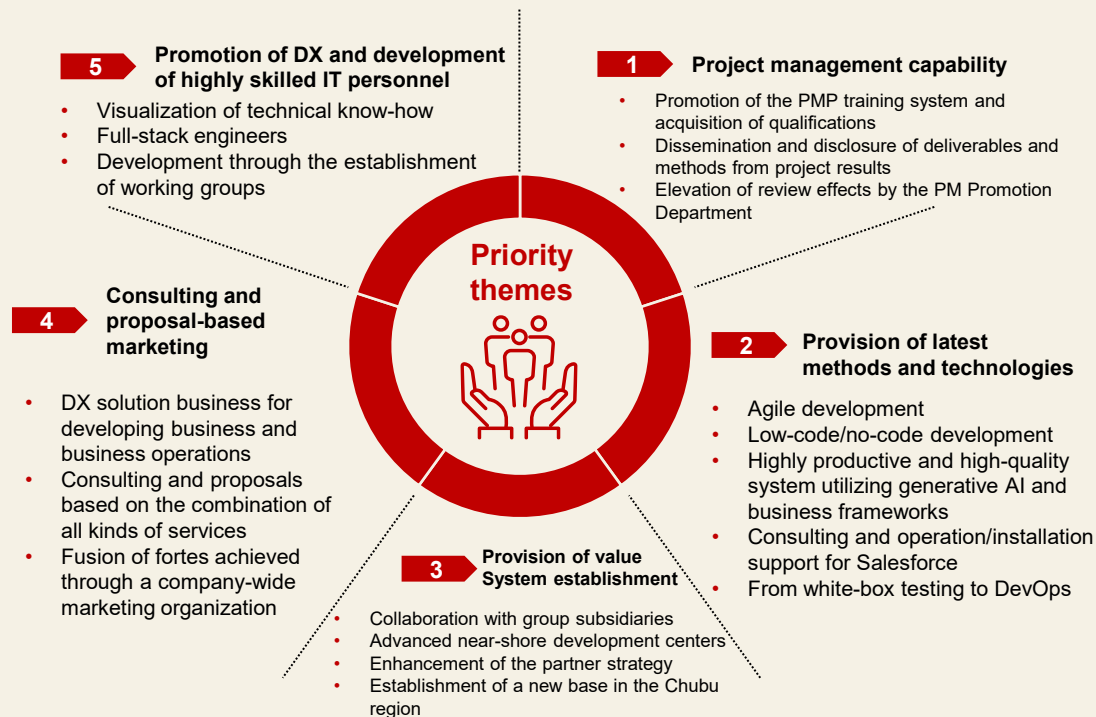 Priority
themes
1
Project management capability
• Promotion of the PMP training system and
acquisition of qualifications
• Dissemination and disclosure of deliverables and
methods from project results
• Elevation of review effects by the PM Promotion
Department
2
Provision of latest
methods and technologies
• Agile development
• Low-code/no-code development
• Highly productive and high-quality
system utilizing generative AI and
business frameworks
• Consulting and operation/installation
support for Salesforce
• From white-box testing to DevOps
3
Provision of value
System establishment
• Collaboration with group subsidiaries
• Advanced near-shore development centers
• Enhancement of the partner strategy
• Establishment of a new base in the Chubu
region
4
Consulting and
proposal-based
marketing
• DX solution business for
developing business and
business operations
• Consulting and proposals
based on the combination of
all kinds of services
• Fusion of fortes achieved
through a company-wide
marketing organization
5
Promotion of DX and development
of highly skilled IT personnel
• Visualization of technical know-how
• Full-stack engineers
• Development through the establishment
of working groups